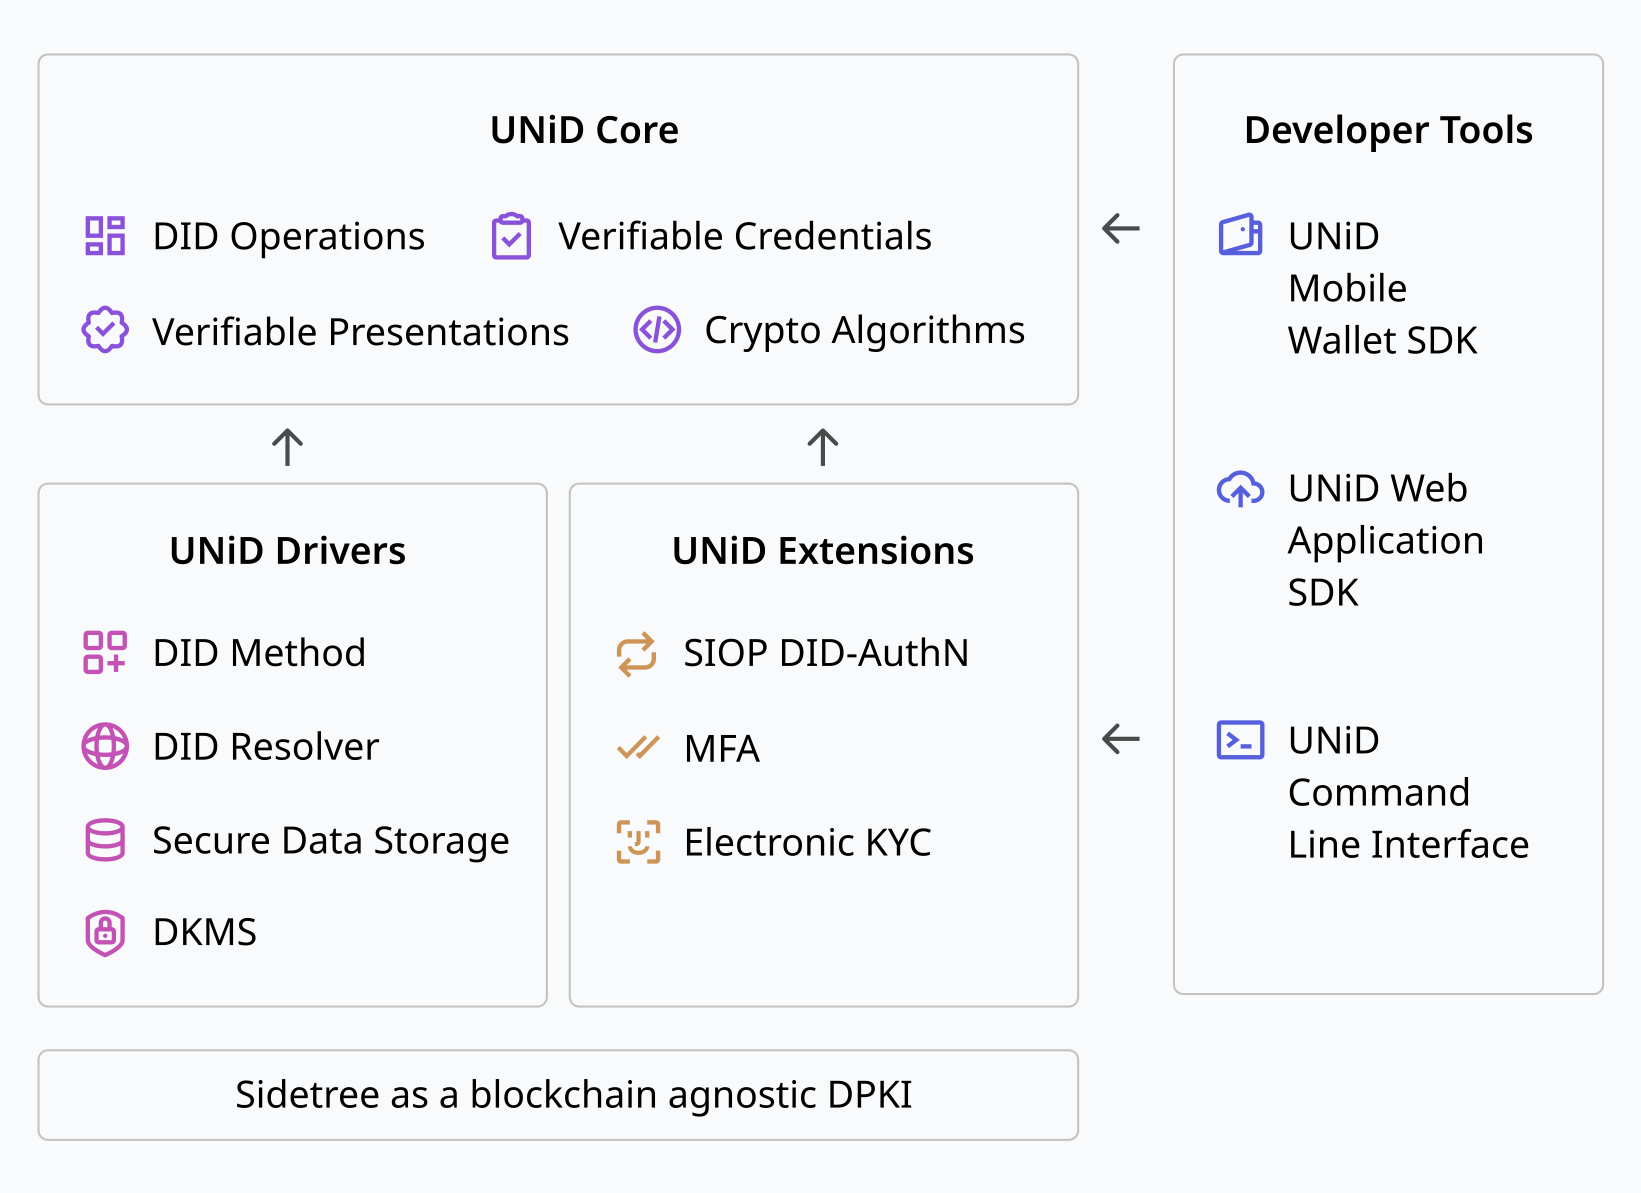 UNiD Core
DID Operations
Verifiable Credentials
Verifiable Presentations
Crypto Algorithms
Developer Tools
UNiD
Mobile
Wallet SDK
UNiD Web
Application
SDK
UNiD
Command
Line Interface
UNiD Drivers
DID Method
DID Resolver
Secure Data Storage
DKMS
UNiD Extensions
SIOP DID-AuthN
MFA
Electronic KYC
Sidetree as a blockchain agnostic DPKI